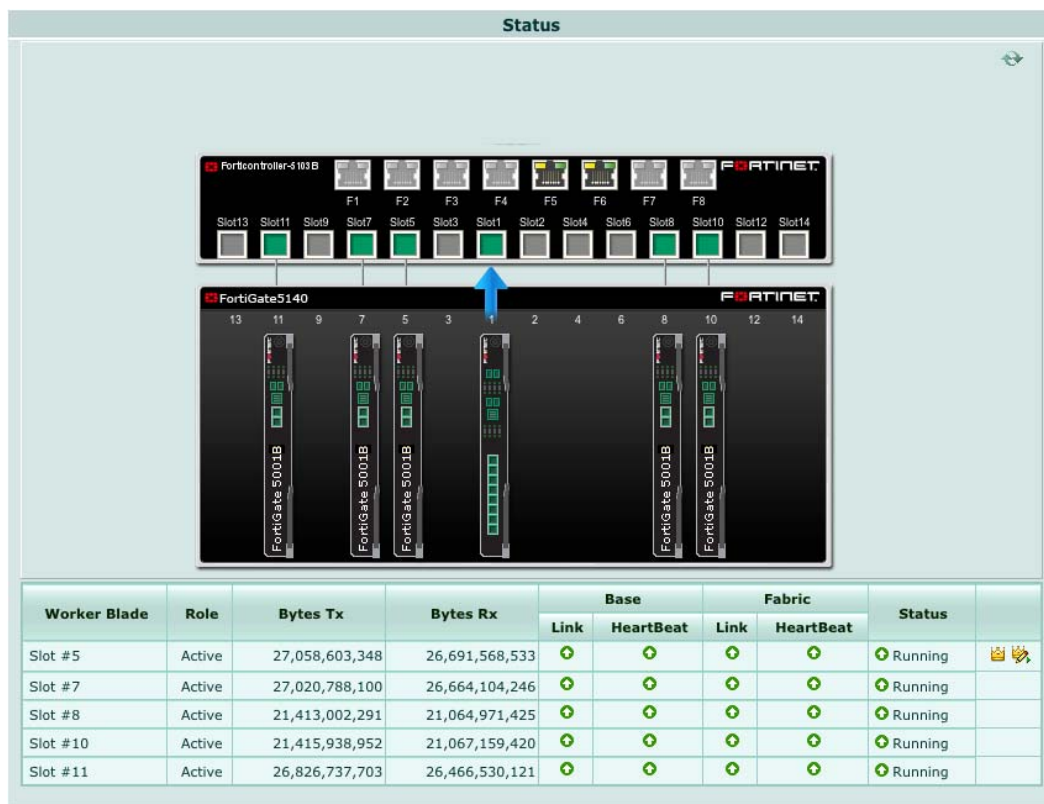 Status
Forticontroller-5103B
FORTINET
F1 F2 F3 F4 F5 F6 F7 F8
Slot13 Slot11 Slot9 Slot7 Slot5 Slot3 Slot1 Slot2 Slot4 Slot6 Slot8 Slot10 Slot12 Slot14
FortiGate5140 FORTINET
13 11 9 7 5 3 1 2 4 6 8 10 12 14
FortiGate 5001B
FortiGate 5001B
FortiGate 5001B
FortiGate 5001B
FortiGate 5001B
Worker Blade Role Bytes Tx Bytes Rx Base Fabric Status
Link HeartBeat Link HeartBeat
Slot #5 Active 27,058,603,348 26,691,568,533 Running
Slot #7 Active 27,020,788,100 26,664,104,246 Running
Slot #8 Active 21,413,002,291 21,064,971,425 Running
Slot #10 Active 21,415,938,952 21,067,159,420 Running
Slot #11 Active 26,826,737,703 26,466,530,121 Running